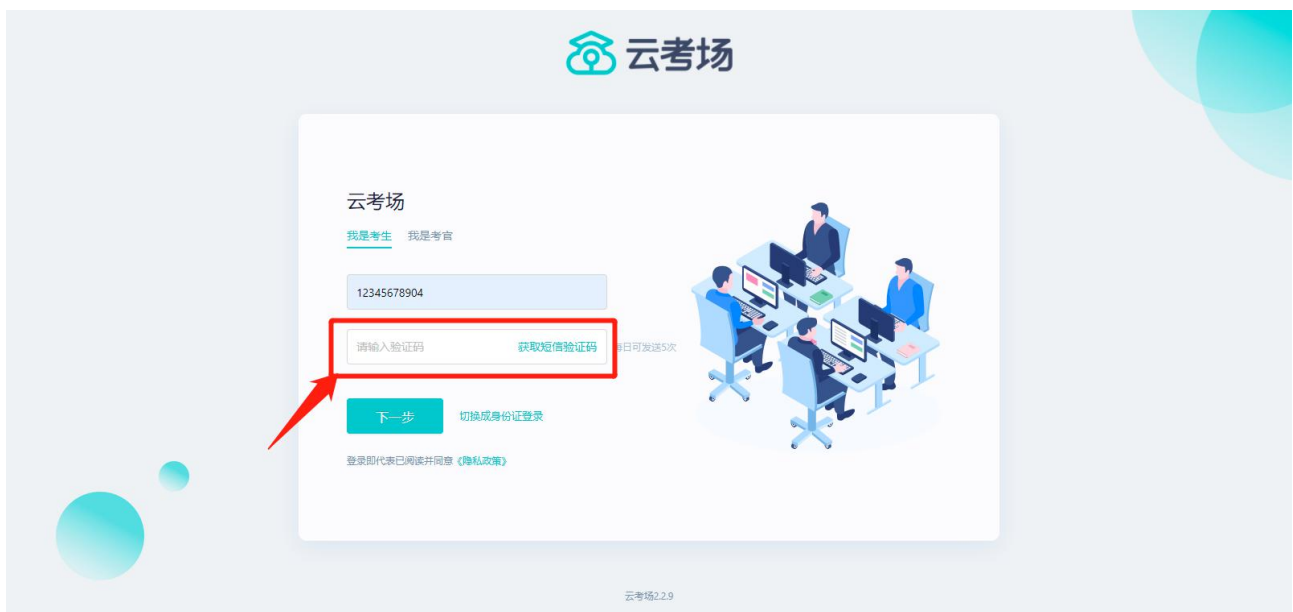 云考场
云考场
我是考生 我是考官
12345678904
请输入验证码 获取短信验证码 每日可发送5次
下一步 切换成身份证登录
登录即代表已阅读并同意《隐私政策》
云考场2.2.9